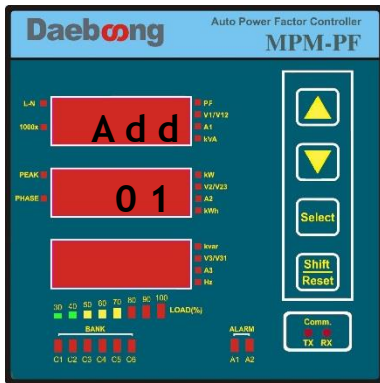 Daeboong
Auto Power Factor Controller
MPM-PF
L-N
1000x
Add
PF
V1/V12
A1
kVA
PEAK
PHASE
01
kW
V2/V23
A2
kWh
kvar
V3/V31
A3
Hz
Select
Shift
Reset
30 40 50 60 70 80 90 100 LOAD(%)
BANK
C1 C2 C3 C4 C5 C6
ALARM
A1 A2
Comm.
TX RX